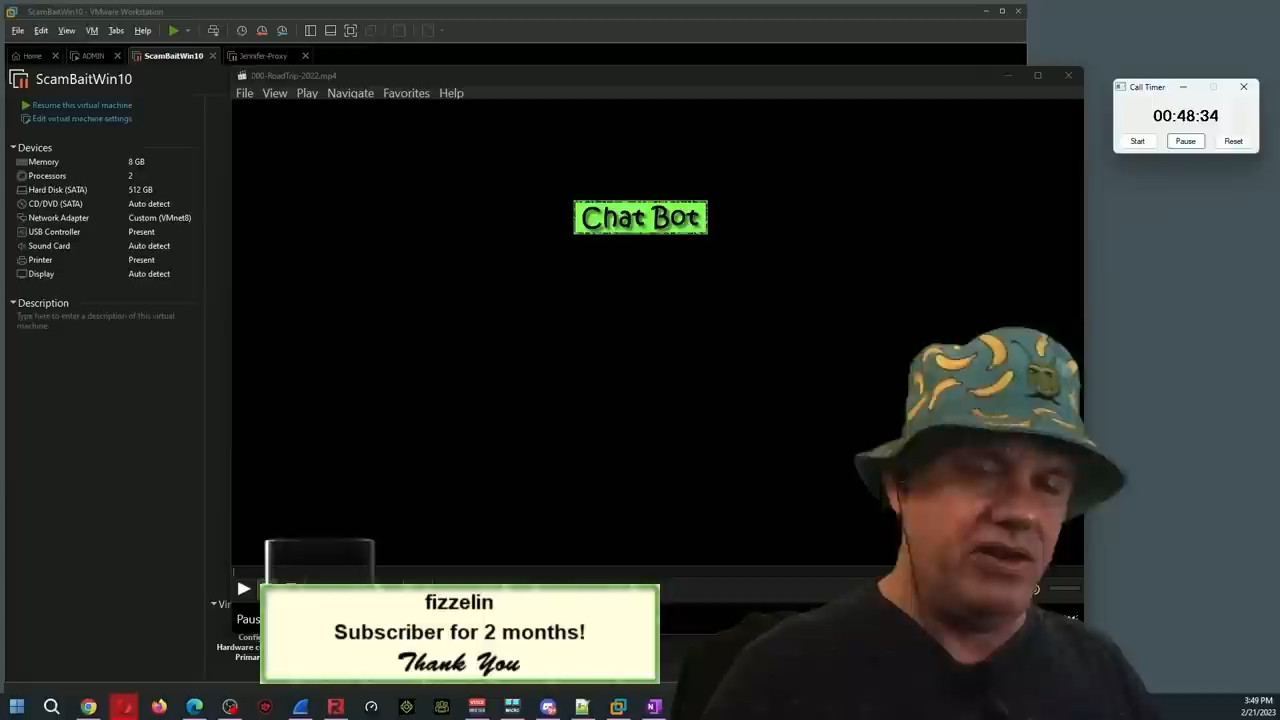 ScamBaitWin10 - VMware Workstation
File Edit View VM Tabs Help
Home ADMIN ScamBaitWin10 Jennifer-Proxy
ScamBaitWin10
Resume this virtual machine
Edit virtual machine settings
Devices
Memory 8 GB
Processors 2
Hard Disk (SATA) 512 GB
CD/DVD (SATA) Auto detect
Network Adapter Custom (VMnet8)
USB Controller Present
Sound Card Auto detect
Printer Present
Display Auto detect
Description
Type here to enter a description of this virtual
machine.
000-RoadTrip-2022.mp4
File View Play Navigate Favorites Help
Chat Bot
Call Timer
00:48:34
Start Pause Reset
fizzelin
Subscriber for 2 months!
Thank You
3:49 PM
2/21/2023